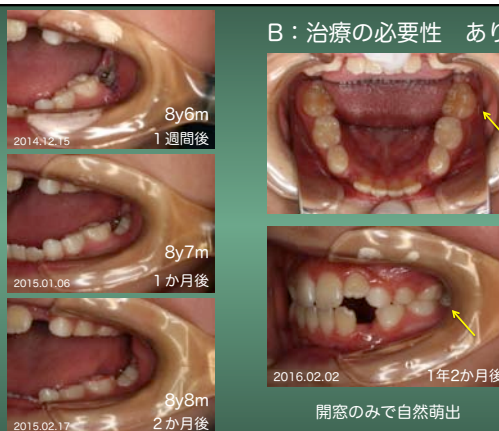 8y6m
2014.12.15
1週間後
8y7m
2015.01.06
1か月後
8y8m
2015.02.17
2か月後
B：治療の必要性 あり
2016.02.02
1年2か月後
開窓のみで自然萌出